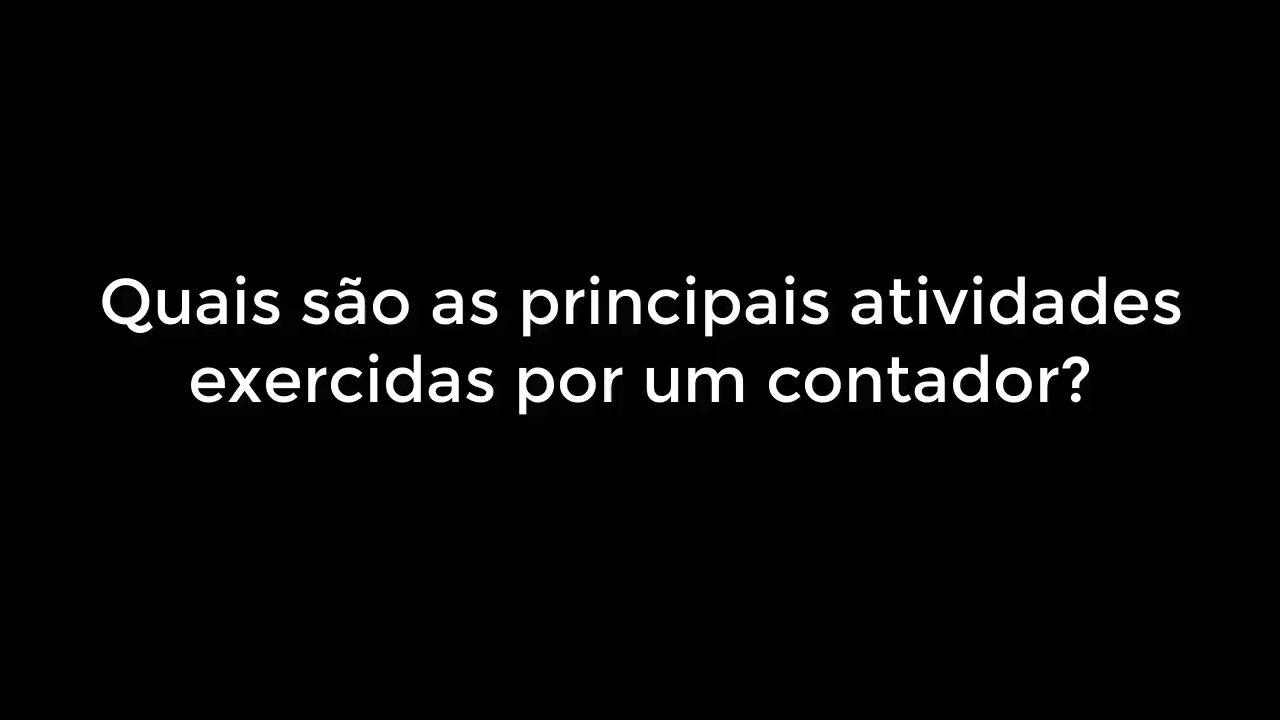 Quais são as principais atividades
exercidas por um contador?